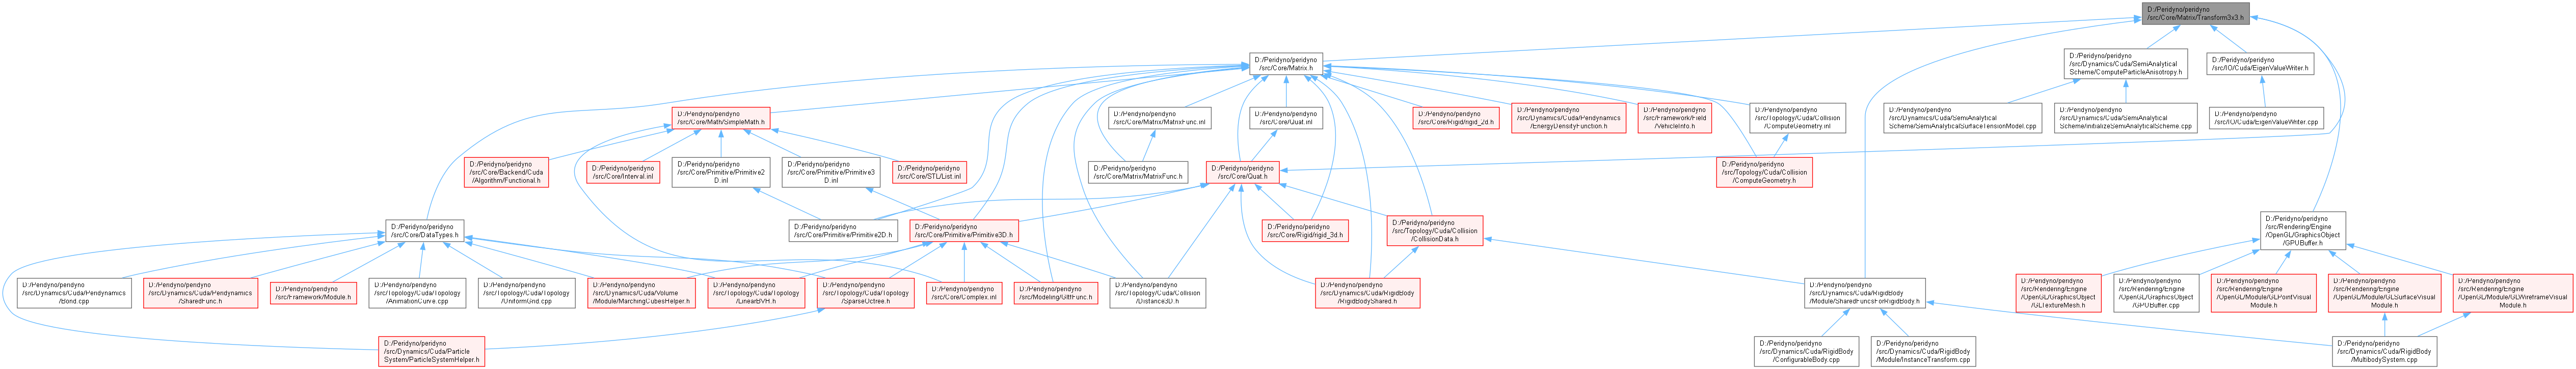 D:/Peridyno/peridyno
/src/Core/Matrix/Transform3x3.h
D:/Peridyno/peridyno
/src/Core/Matrix.h
D:/Peridyno/peridyno
/src/Dynamics/Cuda/SemiAnalytical
Scheme/ComputeParticleAnisotropy.h
D:/Peridyno/peridyno
/src/IO/Cuda/EigenValueWriter.h
D:/Peridyno/peridyno
/src/Core/Math/SimpleMath.h
D:/Peridyno/peridyno
/src/Core/Matrix/MatrixFunc.inl
D:/Peridyno/peridyno
/src/Core/Quat.inl
D:/Peridyno/peridyno
/src/Core/Rigid/rigid_2d.h
D:/Peridyno/peridyno
/src/Dynamics/Cuda/Peridynamics
/EnergyDensityFunction.h
D:/Peridyno/peridyno
/src/Framework/Field
/VehicleInfo.h
D:/Peridyno/peridyno
/src/Topology/Cuda/Collision
/ComputeGeometry.inl
D:/Peridyno/peridyno
/src/Dynamics/Cuda/SemiAnalytical
Scheme/SemiAnalyticalSurfaceTensionModel.cpp
D:/Peridyno/peridyno
/src/Dynamics/Cuda/SemiAnalytical
Scheme/initializeSemiAnalyticalScheme.cpp
D:/Peridyno/peridyno
/src/IO/Cuda/EigenValueWriter.cpp
D:/Peridyno/peridyno
/src/Core/Backend/Cuda
/Algorithm/Functional.h
D:/Peridyno/peridyno
/src/Core/Interval.inl
D:/Peridyno/peridyno
/src/Core/Primitive/Primitive2
D.inl
D:/Peridyno/peridyno
/src/Core/Primitive/Primitive3
D.inl
D:/Peridyno/peridyno
/src/Core/STL/List.inl
D:/Peridyno/peridyno
/src/Core/Matrix/MatrixFunc.h
D:/Peridyno/peridyno
/src/Core/Quat.h
D:/Peridyno/peridyno
/src/Topology/Cuda/Collision
/ComputeGeometry.h
D:/Peridyno/peridyno
/src/Core/DataTypes.h
D:/Peridyno/peridyno
/src/Core/Primitive/Primitive2D.h
D:/Peridyno/peridyno
/src/Core/Primitive/Primitive3D.h
D:/Peridyno/peridyno
/src/Core/Rigid/rigid_3d.h
D:/Peridyno/peridyno
/src/Topology/Cuda/Collision
/CollisionData.h
D:/Peridyno/peridyno
/src/Rendering/Engine
/OpenGL/GraphicsObject
/GPUBuffer.h
D:/Peridyno/peridyno
/src/Dynamics/Cuda/Peridynamics
/Bond.cpp
D:/Peridyno/peridyno
/src/Dynamics/Cuda/Peridynamics
/SharedFunc.h
D:/Peridyno/peridyno
/src/Framework/Module.h
D:/Peridyno/peridyno
/src/Topology/Cuda/Topology
/AnimationCurve.cpp
D:/Peridyno/peridyno
/src/Topology/Cuda/Topology
/UniformGrid.cpp
D:/Peridyno/peridyno
/src/Dynamics/Cuda/Volume
/Module/MarchingCubesHelper.h
D:/Peridyno/peridyno
/src/Topology/Cuda/Topology
/LinearBVH.h
D:/Peridyno/peridyno
/src/Topology/Cuda/Topology
/SparseOctree.h
D:/Peridyno/peridyno
/src/Core/Complex.inl
D:/Peridyno/peridyno
/src/Modeling/GltfFunc.h
D:/Peridyno/peridyno
/src/Topology/Cuda/Collision
/Distance3D.h
D:/Peridyno/peridyno
/src/Dynamics/Cuda/RigidBody
/RigidBodyShared.h
D:/Peridyno/peridyno
/src/Dynamics/Cuda/RigidBody
/Module/SharedFuncsForRigidBody.h
D:/Peridyno/peridyno
/src/Rendering/Engine
/OpenGL/GraphicsObject
/GLTextureMesh.h
D:/Peridyno/peridyno
/src/Rendering/Engine
/OpenGL/GraphicsObject
/GPUBuffer.cpp
D:/Peridyno/peridyno
/src/Rendering/Engine
/OpenGL/Module/GLPointVisual
Module.h
D:/Peridyno/peridyno
/src/Rendering/Engine
/OpenGL/Module/GLSurfaceVisual
Module.h
D:/Peridyno/peridyno
/src/Rendering/Engine
/OpenGL/Module/GLWireframeVisual
Module.h
D:/Peridyno/peridyno
/src/Dynamics/Cuda/Particle
System/ParticleSystemHelper.h
D:/Peridyno/peridyno
/src/Dynamics/Cuda/RigidBody
/ConfigurableBody.cpp
D:/Peridyno/peridyno
/src/Dynamics/Cuda/RigidBody
/Module/InstanceTransform.cpp
D:/Peridyno/peridyno
/src/Dynamics/Cuda/RigidBody
/MultibodySystem.cpp